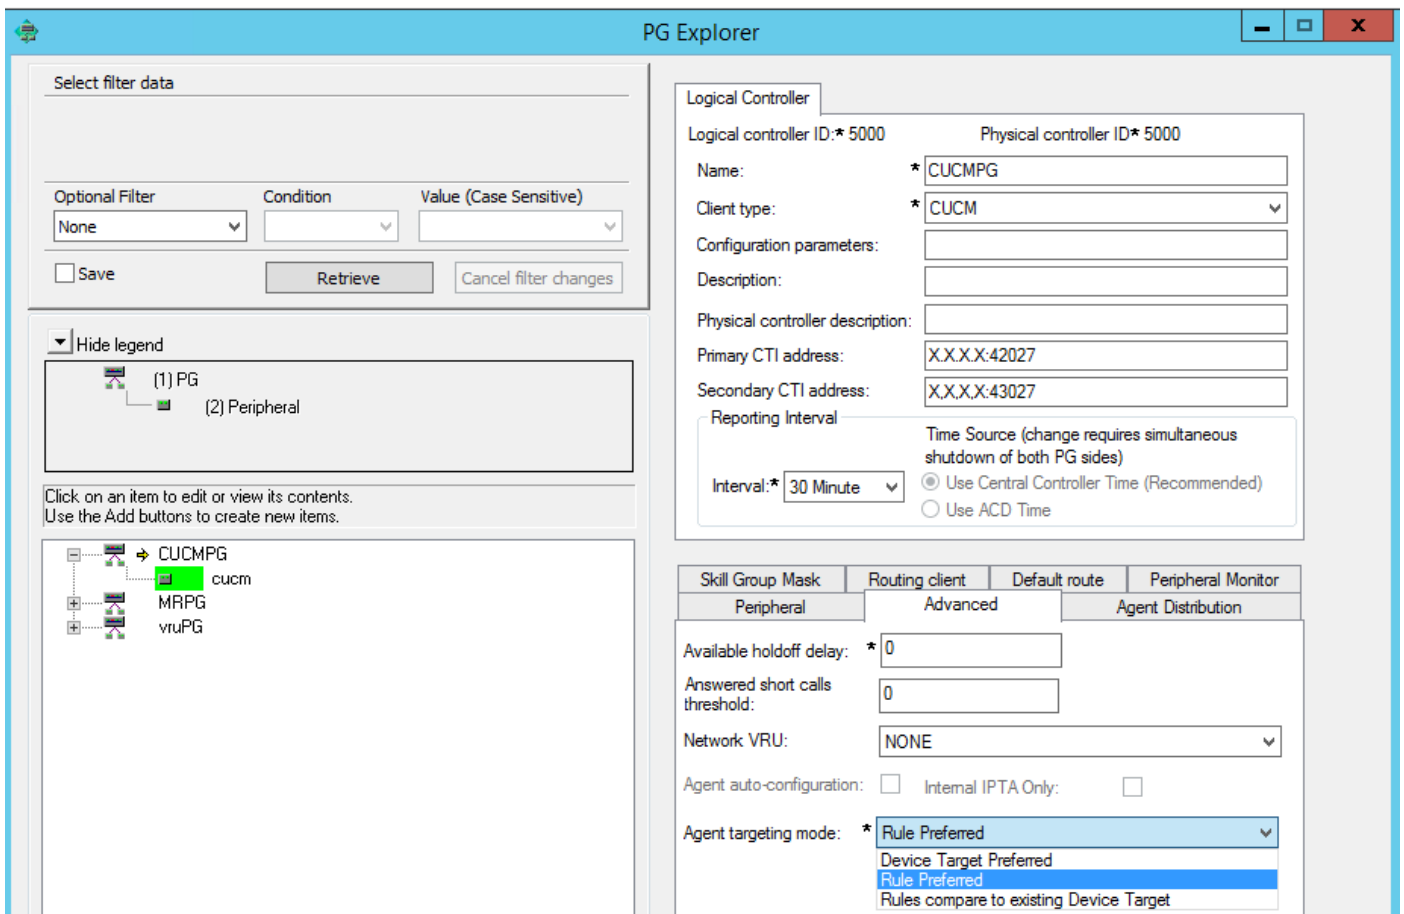 PG Explorer
Select filter data
Optional Filter
Condition
Value (Case Sensitive)
None
Save
Retrieve
Cancel filter changes
Hide legend
(1) PG
(2) Peripheral
Click on an item to edit or view its contents.
Use the Add buttons to create new items.
CUCMPG
cucm
MRPG
vruPG
Logical Controller
Logical controller ID:* 5000
Physical controller ID* 5000
Name: * CUCMPG
Client type: * CUCM
Configuration parameters:
Description:
Physical controller description:
Primary CTI address: X.X.X.X:42027
Secondary CTI address: X,X,X,X:43027
Reporting Interval
Time Source (change requires simultaneous
shutdown of both PG sides)
Interval:* 30 Minute
Use Central Controller Time (Recommended)
Use ACD Time
Skill Group Mask
Routing client
Default route
Peripheral Monitor
Peripheral
Advanced
Agent Distribution
Available holdoff delay: * 0
Answered short calls
threshold: 0
Network VRU: NONE
Agent auto-configuration:
Internal IPTA Only:
Agent targeting mode: * Rule Preferred
Device Target Preferred
Rule Preferred
Rules compare to existing Device Target